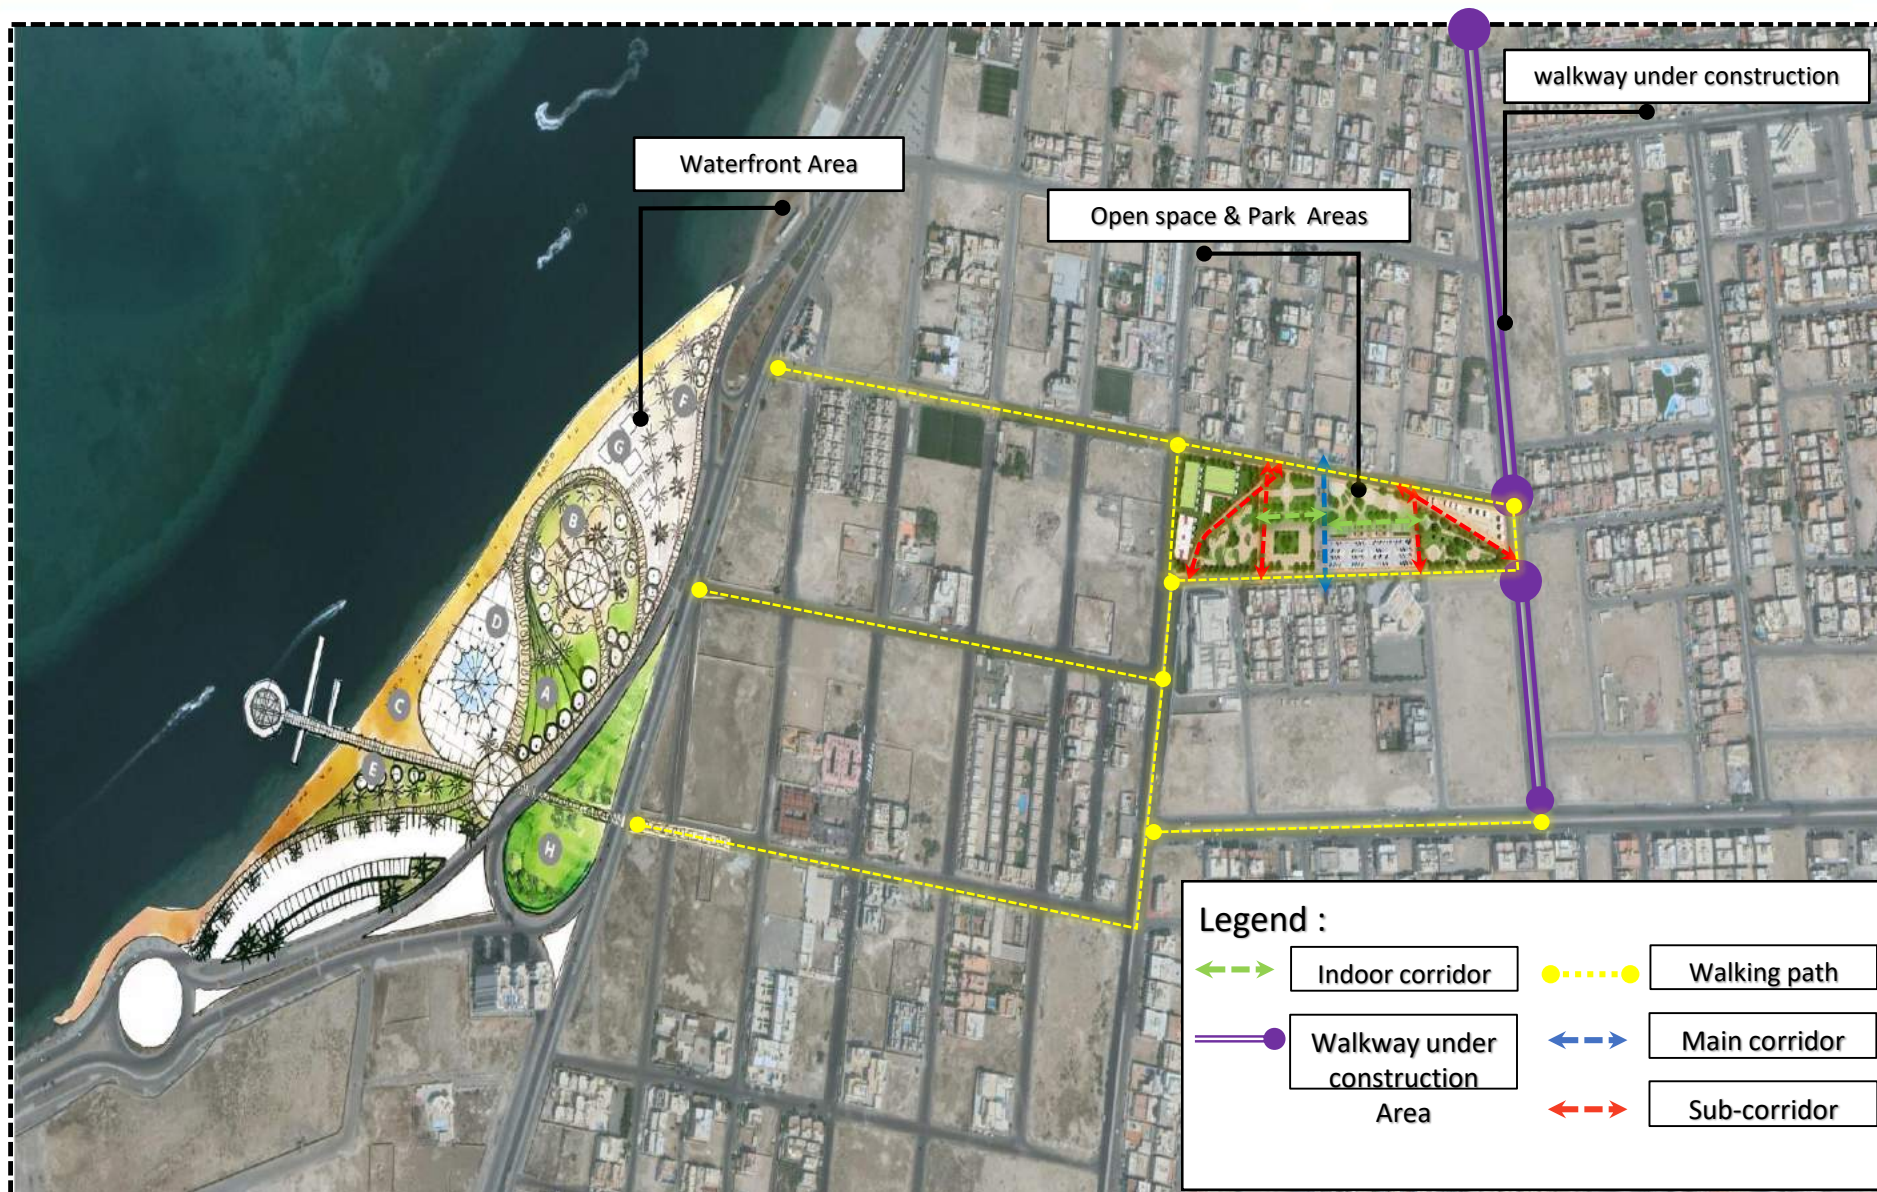 walkway under construction
Waterfront Area
Open space & Park Areas
F
G
B
D
A
C
E
H
Legend :
Indoor corridor
Walking path
Walkway under
construction
Area
Main corridor
Sub-corridor